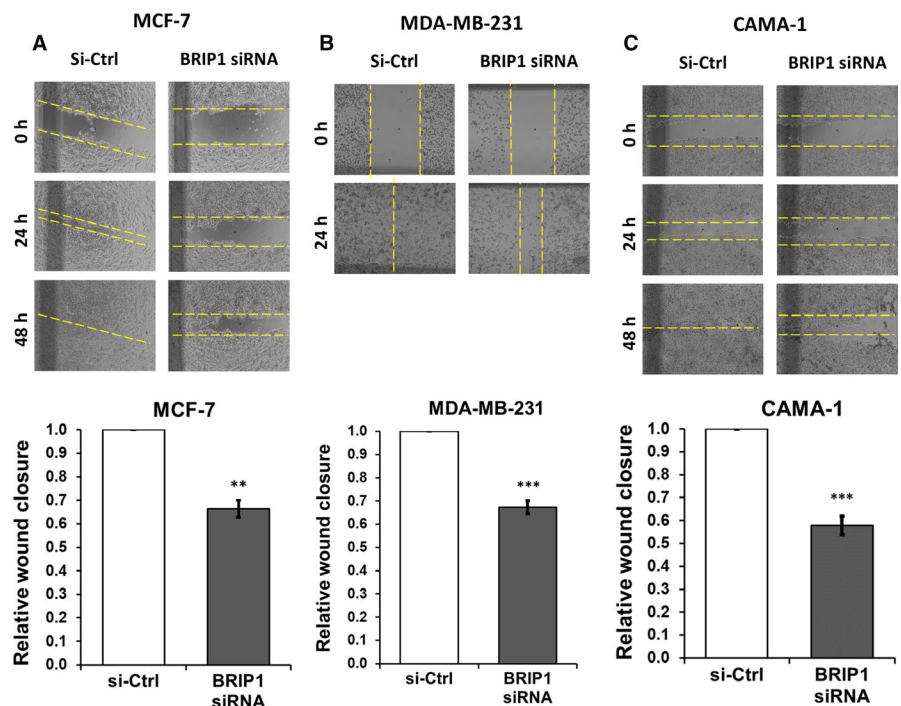 MCF-7
A
Si-Ctrl BRIP1 siRNA
0 h
24 h
48 h
MDA-MB-231
B
Si-Ctrl BRIP1 siRNA
0 h
24 h
CAMA-1
C
Si-Ctrl BRIP1 siRNA
0 h
24 h
48 h
MCF-7
Relative wound closure
1.0
0.9
0.8
0.7
0.6
0.5
0.4
0.3
0.2
0.1
0.0
**
si-Ctrl BRIP1
siRNA
MDA-MB-231
Relative wound closure
1.0
0.9
0.8
0.7
0.6
0.5
0.4
0.3
0.2
0.1
0.0
***
si-Ctrl BRIP1
siRNA
CAMA-1
Relative wound closure
1.0
0.9
0.8
0.7
0.6
0.5
0.4
0.3
0.2
0.1
0.0
***
si-Ctrl BRIP1
siRNA